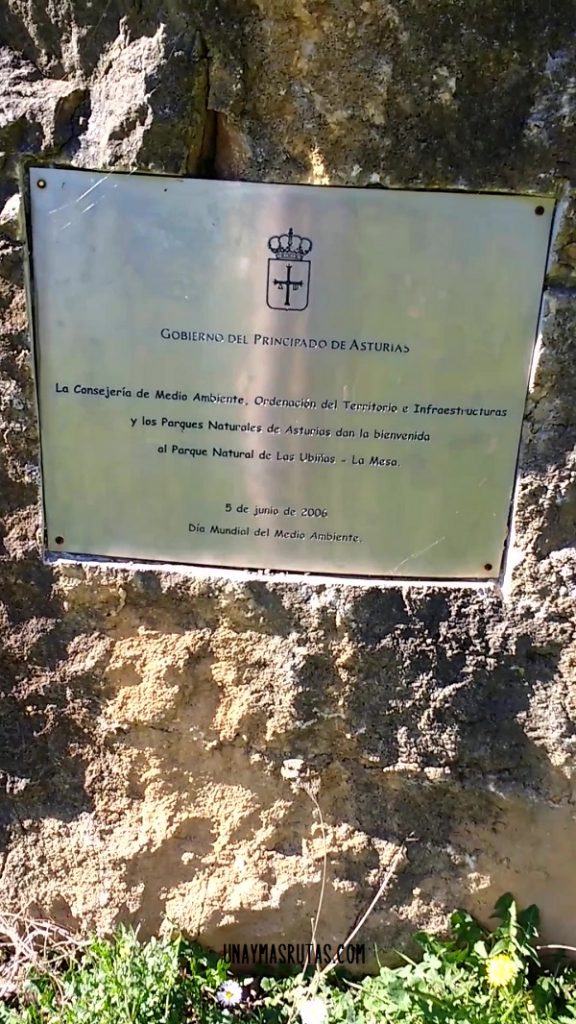 GOBIERNO DEL PRINCIPADO DE ASTURIAS
La Consejería de Medio Ambiente, Ordenación del Territorio e Infraestructuras
y los Parques Naturales de Asturias dan la bienvenida
al Parque Natural de Las Ubiñas - La Mesa.
5 de junio de 2006
Día Mundial del Medio Ambiente.
UNAYMASRUTAS.COM